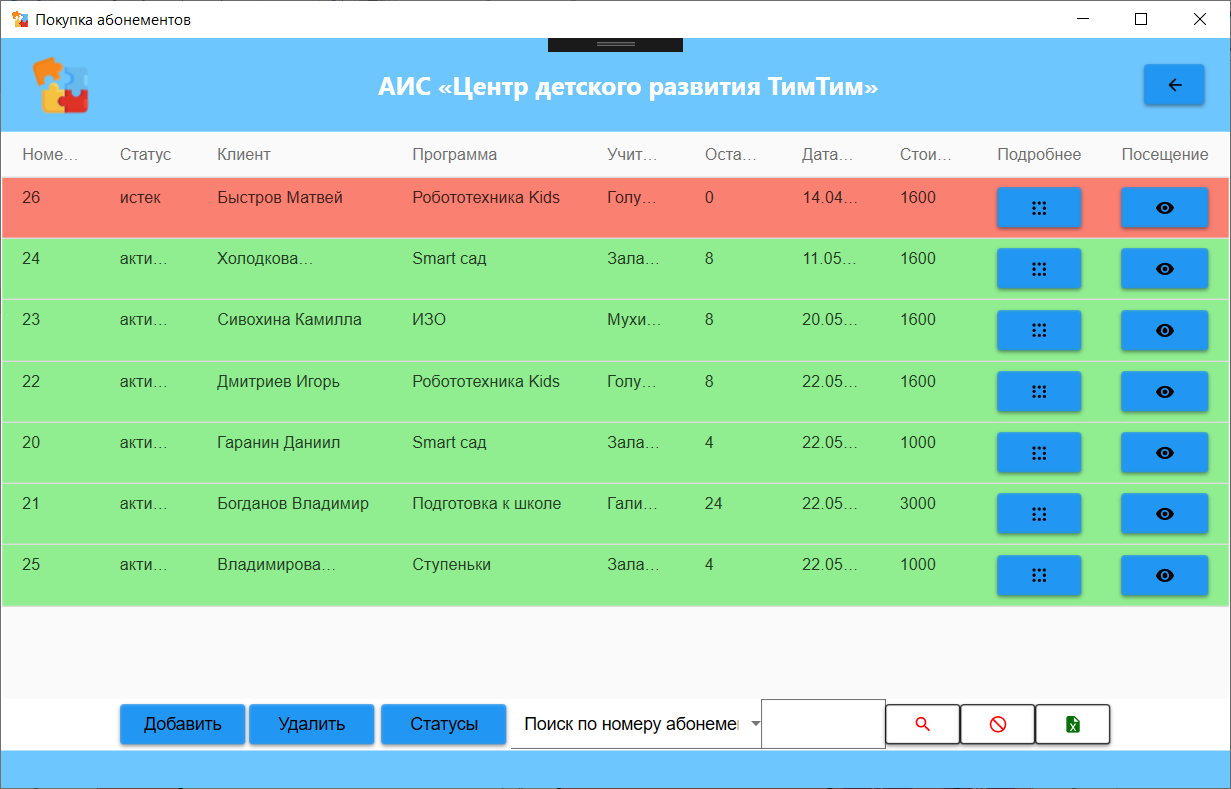 Покупка абонементов
АИС «Центр детского развития ТимТим»
Номе... Статус Клиент Программа Учит... Оста... Дата... Стои... Подробнее Посещение
26 истек Быстров Матвей Робототехника Kids Голу... 0 14.04... 1600
24 акти... Холодкова... Smart сад Зала... 8 11.05... 1600
23 акти... Сивохина Камилла ИЗО Мухи... 8 20.05... 1600
22 акти... Дмитриев Игорь Робототехника Kids Голу... 8 22.05... 1600
20 акти... Гаранин Даниил Smart сад Зала... 4 22.05... 1000
21 акти... Богданов Владимир Подготовка к школе Гали... 24 22.05... 3000
25 акти... Владимирова... Ступеньки Зала... 4 22.05... 1000
Добавить Удалить Статусы Поиск по номеру абонеме